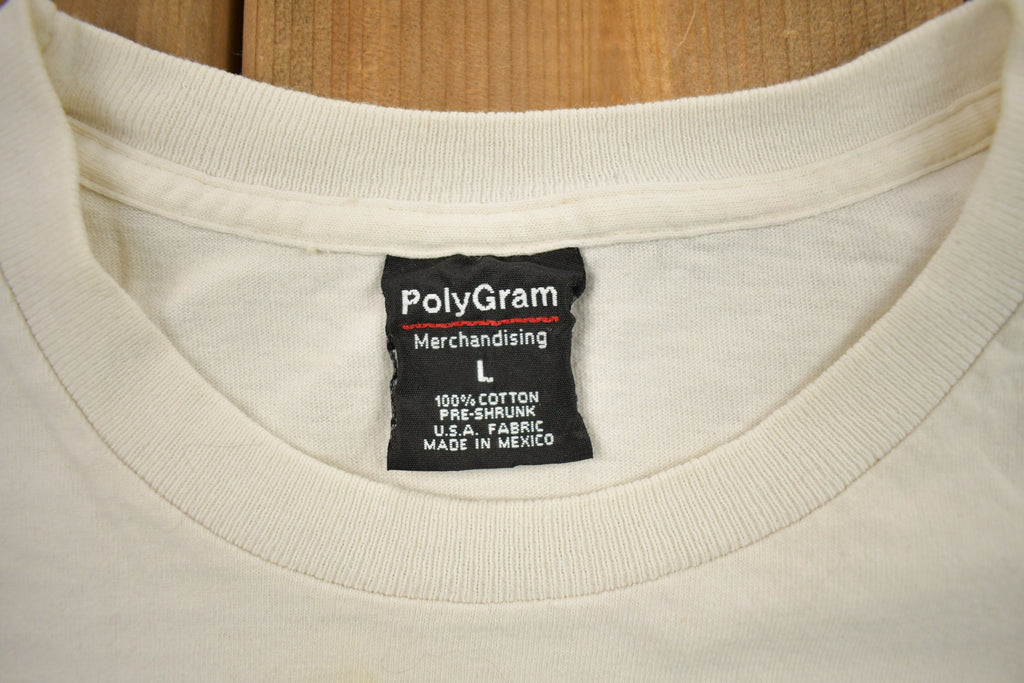 PolyGram
Merchandising
L
100% COTTON
PRE-SHRUNK
U.S.A. FABRIC
MADE IN MEXICO